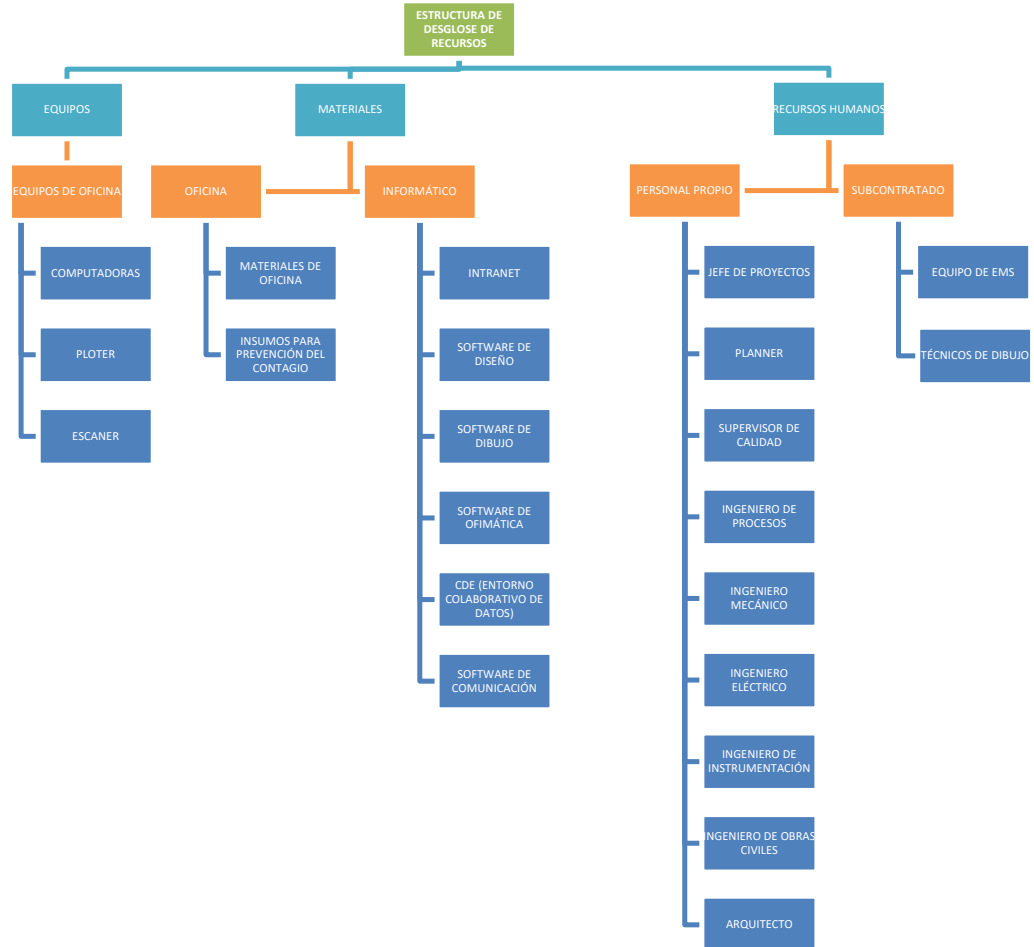 ESTRUCTURA DE
DESGLOSE DE
RECURSOS
EQUIPOS
MATERIALES
RECURSOS HUMANOS
EQUIPOS DE OFICINA
OFICINA
INFORMÁTICO
PERSONAL PROPIO
SUBCONTRATADO
COMPUTADORAS
PLOTER
ESCANER
MATERIALES DE
OFICINA
INSUMOS PARA
PREVENCIÓN DEL
CONTAGIO
INTRANET
SOFTWARE DE
DISEÑO
SOFTWARE DE
DIBUJO
SOFTWARE DE
OFIMÁTICA
CDE (ENTORNO
COLABORATIVO DE
DATOS)
SOFTWARE DE
COMUNICACIÓN
JEFE DE PROYECTOS
PLANNER
SUPERVISOR DE
CALIDAD
INGENIERO DE
PROCESOS
INGENIERO
MECÁNICO
INGENIERO
ELÉCTRICO
INGENIERO DE
INSTRUMENTACIÓN
INGENIERO DE OBRAS
CIVILES
ARQUITECTO
EQUIPO DE EMS
TÉCNICOS DE DIBUJO